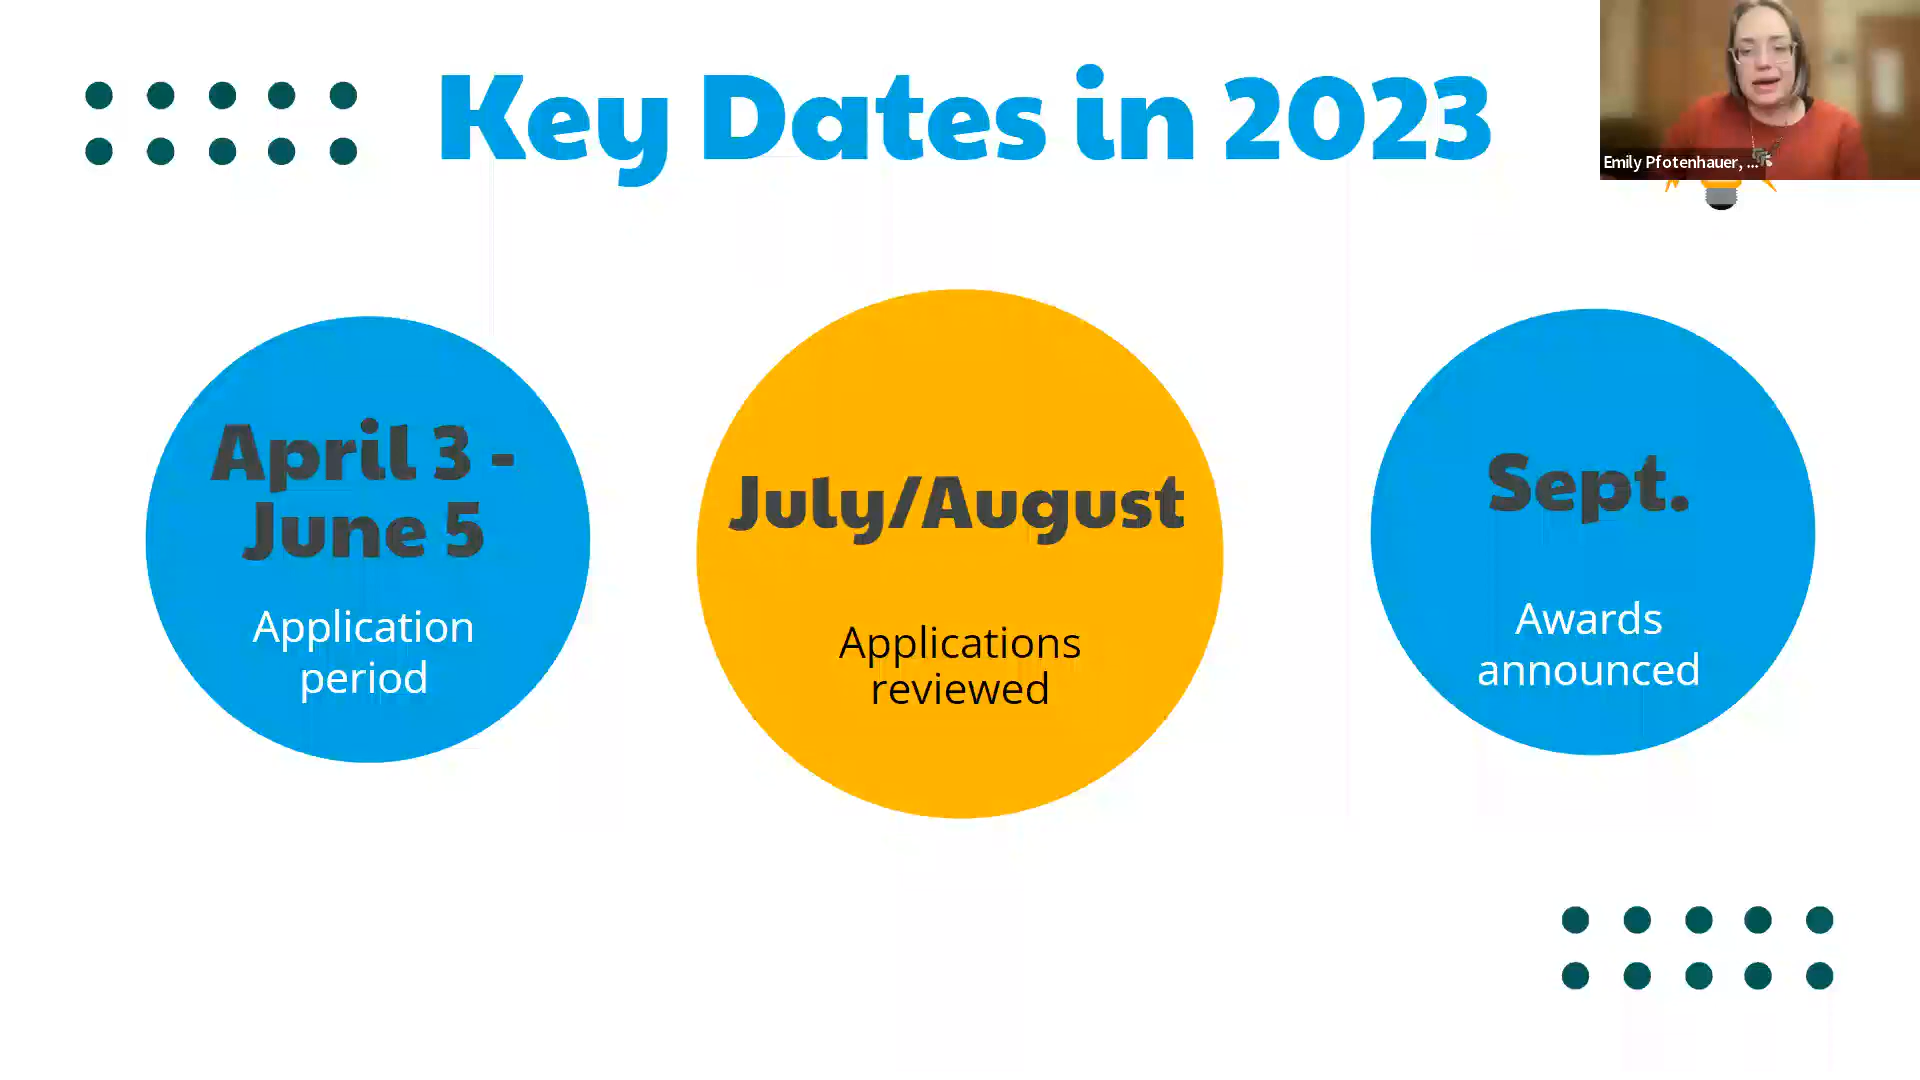 Key Dates in 2023
Emily Pfotenhauer, ...
April 3 -
June 5
Application
period
July/August
Applications
reviewed
Sept.
Awards
announced